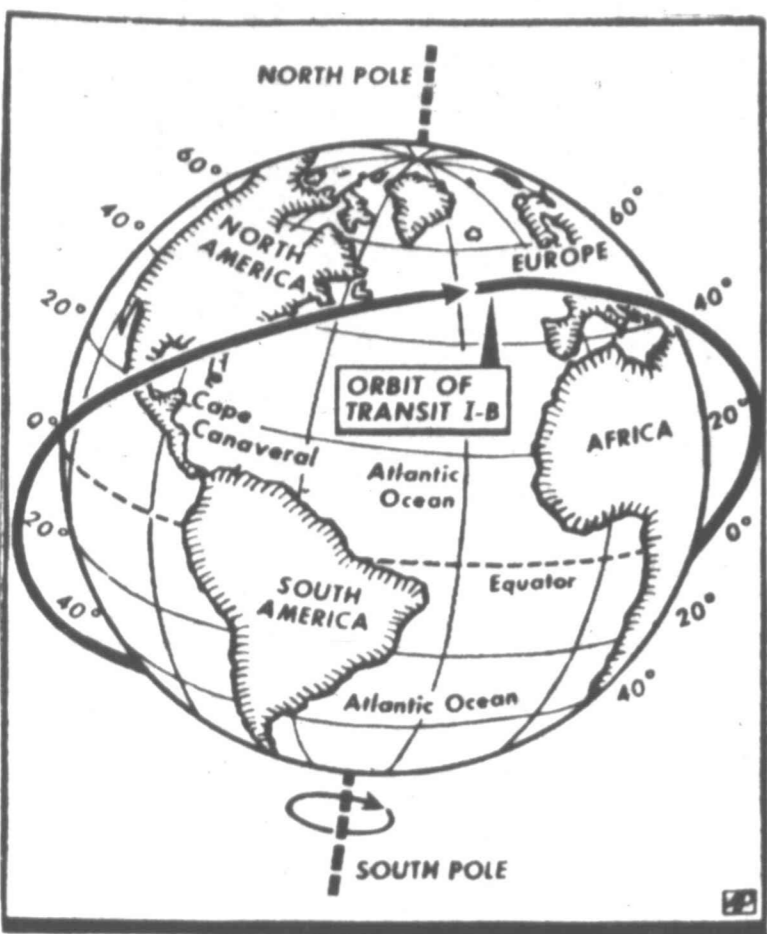 NORTH POLE
60°
40°
20°
0°
20°
40°
60°
40°
20°
0°
20°
40°
NORTH
AMERICA
EUROPE
ORBIT OF
TRANSIT I-B
Cape
Canaveral
AFRICA
Atlantic
Ocean
Equator
SOUTH
AMERICA
Atlantic Ocean
SOUTH POLE